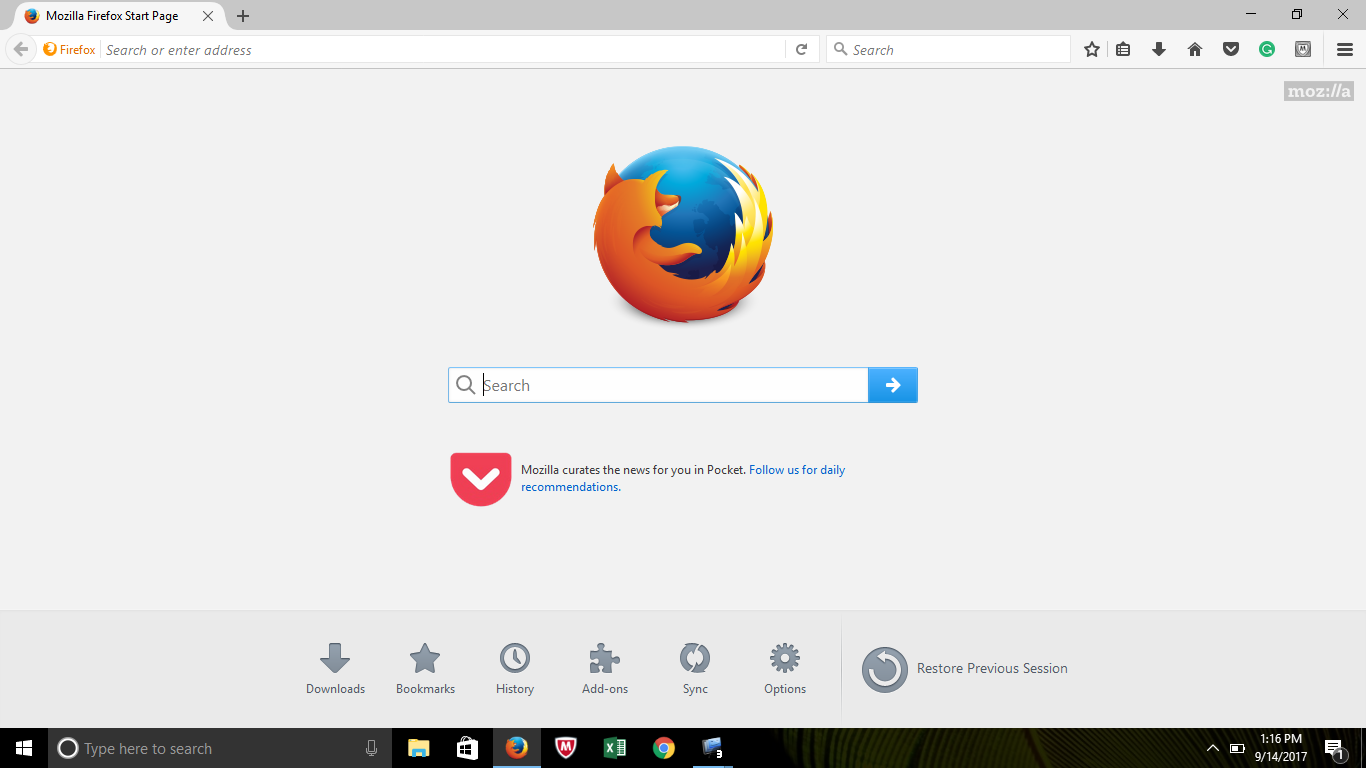 Mozilla Firefox Start Page
Firefox Search or enter address
Search
moz://a
Search
Mozilla curates the news for you in Pocket. Follow us for daily
recommendations.
Downloads Bookmarks History Add-ons Sync Options
Restore Previous Session
Type here to search
3
1:16 PM
9/14/2017
1